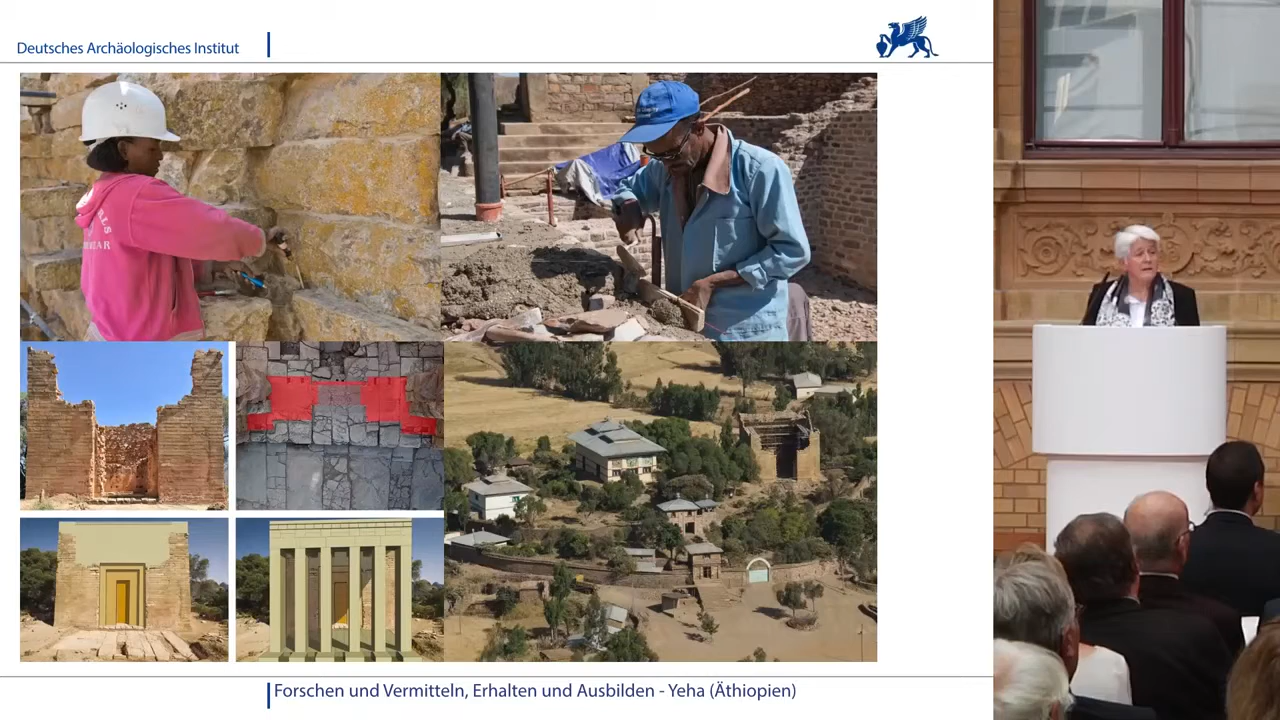 Deutsches Archäologisches Institut
Forschen und Vermitteln, Erhalten und Ausbilden - Yeha (Äthiopien)